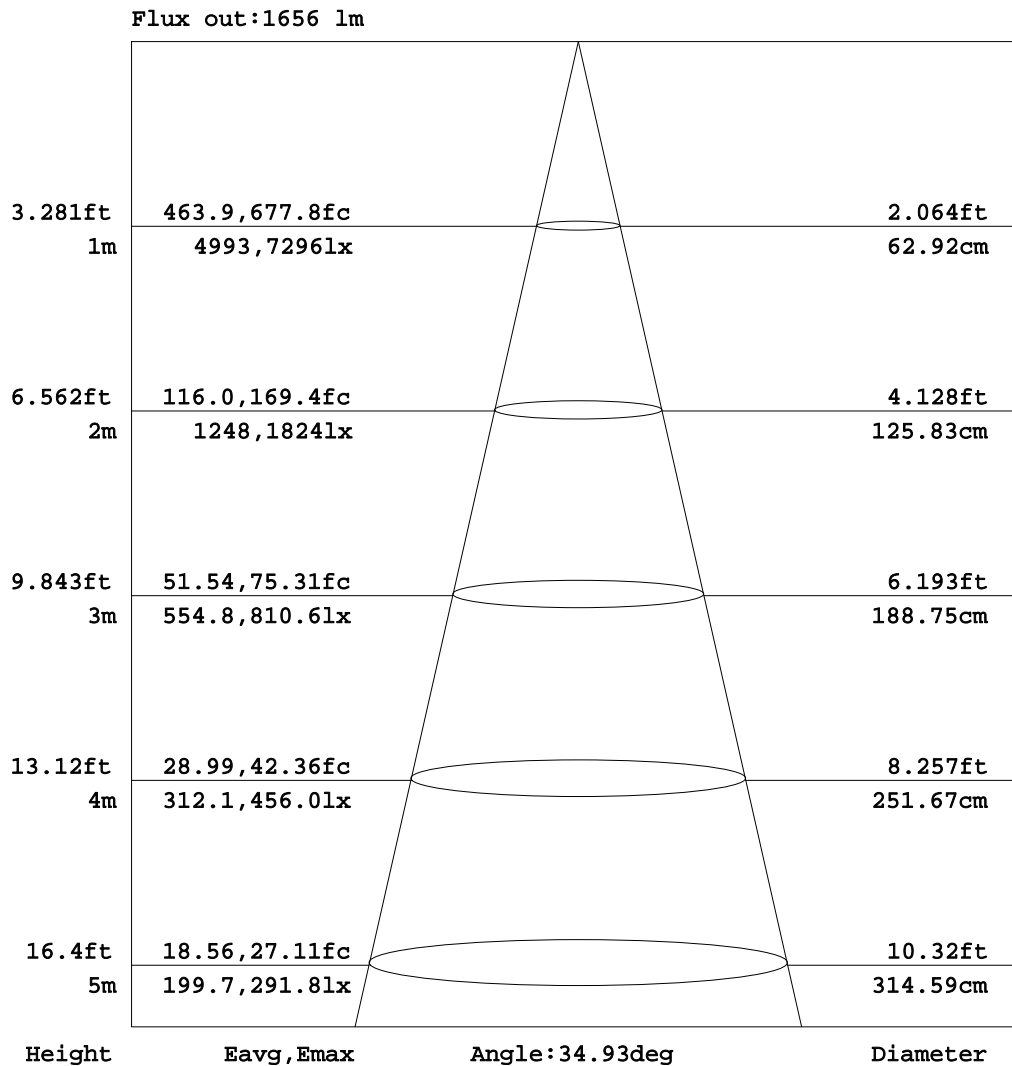 Flux out:1656 lm
3.281ft 463.9,677.8fc 2.064ft
1m 4993,7296lx 62.92cm
6.562ft 116.0,169.4fc 4.128ft
2m 1248,1824lx 125.83cm
9.843ft 51.54,75.31fc 6.193ft
3m 554.8,810.6lx 188.75cm
13.12ft 28.99,42.36fc 8.257ft
4m 312.1,456.0lx 251.67cm
16.4ft 18.56,27.11fc 10.32ft
5m 199.7,291.8lx 314.59cm
Height Eavg,Emax Angle:34.93deg Diameter